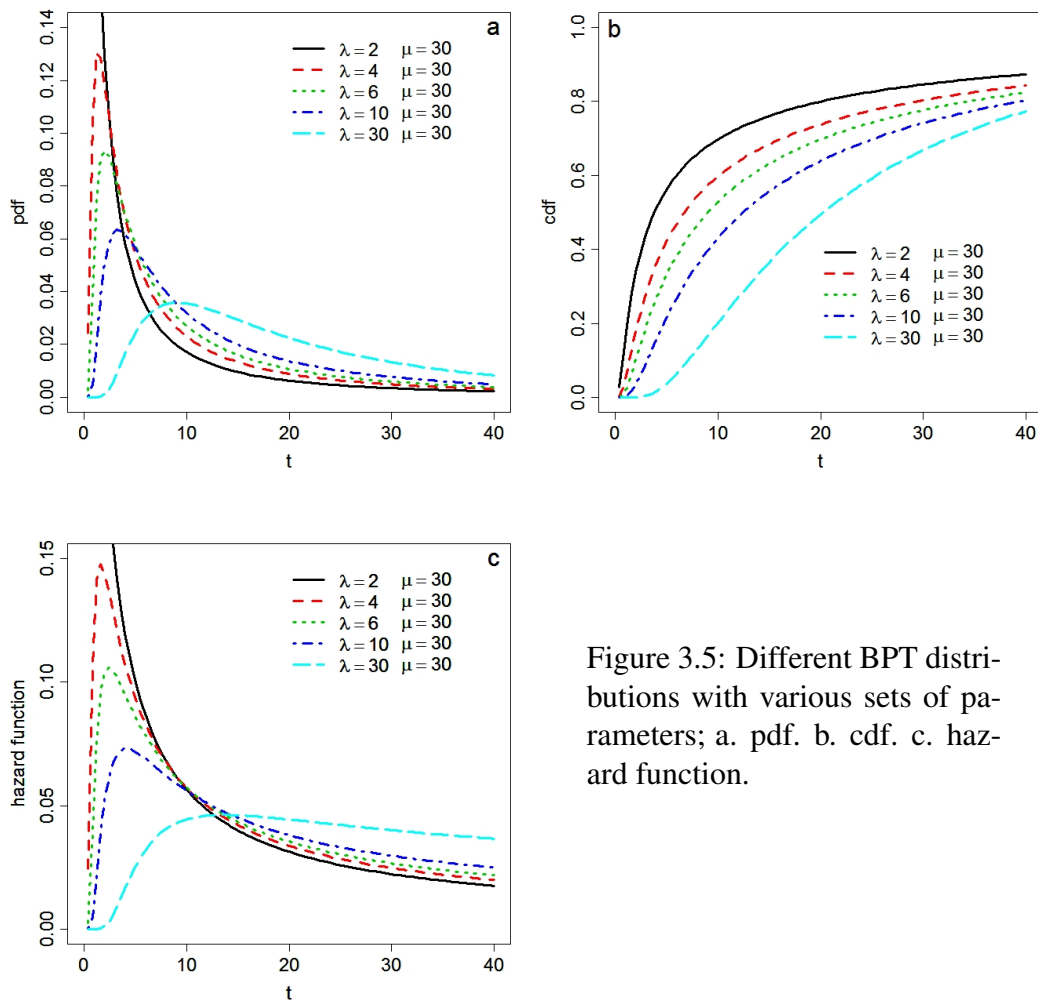 a
λ = 2 μ = 30
λ = 4 μ = 30
λ = 6 μ = 30
λ = 10 μ = 30
λ = 30 μ = 30
pdf
0.14
0.12
0.10
0.08
0.06
0.04
0.02
0.00
0 10 20 30 40
t
b
cdf
1.0
0.8
0.6
0.4
0.2
0.0
λ = 2 μ = 30
λ = 4 μ = 30
λ = 6 μ = 30
λ = 10 μ = 30
λ = 30 μ = 30
0 10 20 30 40
t
c
λ = 2 μ = 30
λ = 4 μ = 30
λ = 6 μ = 30
λ = 10 μ = 30
λ = 30 μ = 30
hazard function
0.15
0.10
0.05
0.00
0 10 20 30 40
t
Figure 3.5: Different BPT distri-
butions with various sets of pa-
rameters; a. pdf. b. cdf. c. haz-
ard function.